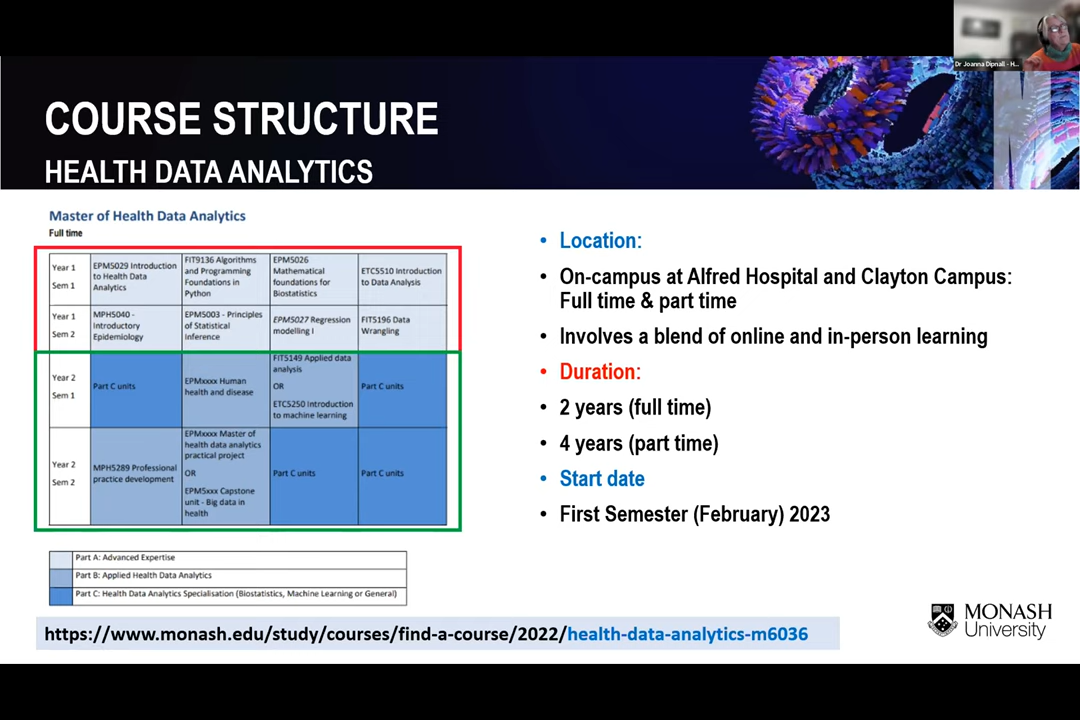 Dr Joanna Dipnall - H...
COURSE STRUCTURE
HEALTH DATA ANALYTICS
Master of Health Data Analytics
Full time
Year 1
Sem 1
EPM5029 Introduction
to Health Data
Analytics
FIT9136 Algorithms
and Programming
Foundations in
Python
EPM5026
Mathematical
foundations for
Biostatistics
ETC5510 Introduction
to Data Analysis
Year 1
Sem 2
MPH5040 -
Introductory
Epidemiology
EPM5003 - Principles
of Statistical
Inference
EPM5027 Regression
modelling I
FIT5196 Data
Wrangling
Year 2
Sem 1
Part C units
EPMxxxx Human
health and disease
FIT5149 Applied data
analysis
OR
ETC5250 Introduction
to machine learning
Part C units
Year 2
Sem 2
MPH5289 Professional
practice development
EPMxxxx Master of
health data analytics
practical project
OR
EPM5xxx Capstone
unit - Big data in
health
Part C units
Part C units
Part A: Advanced Expertise
Part B: Applied Health Data Analytics
Part C: Health Data Analytics Specialisation (Biostatistics, Machine Learning or General)
• Location:
• On-campus at Alfred Hospital and Clayton Campus:
Full time & part time
• Involves a blend of online and in-person learning
• Duration:
• 2 years (full time)
• 4 years (part time)
• Start date
• First Semester (February) 2023
https://www.monash.edu/study/courses/find-a-course/2022/health-data-analytics-m6036
MONASH
University